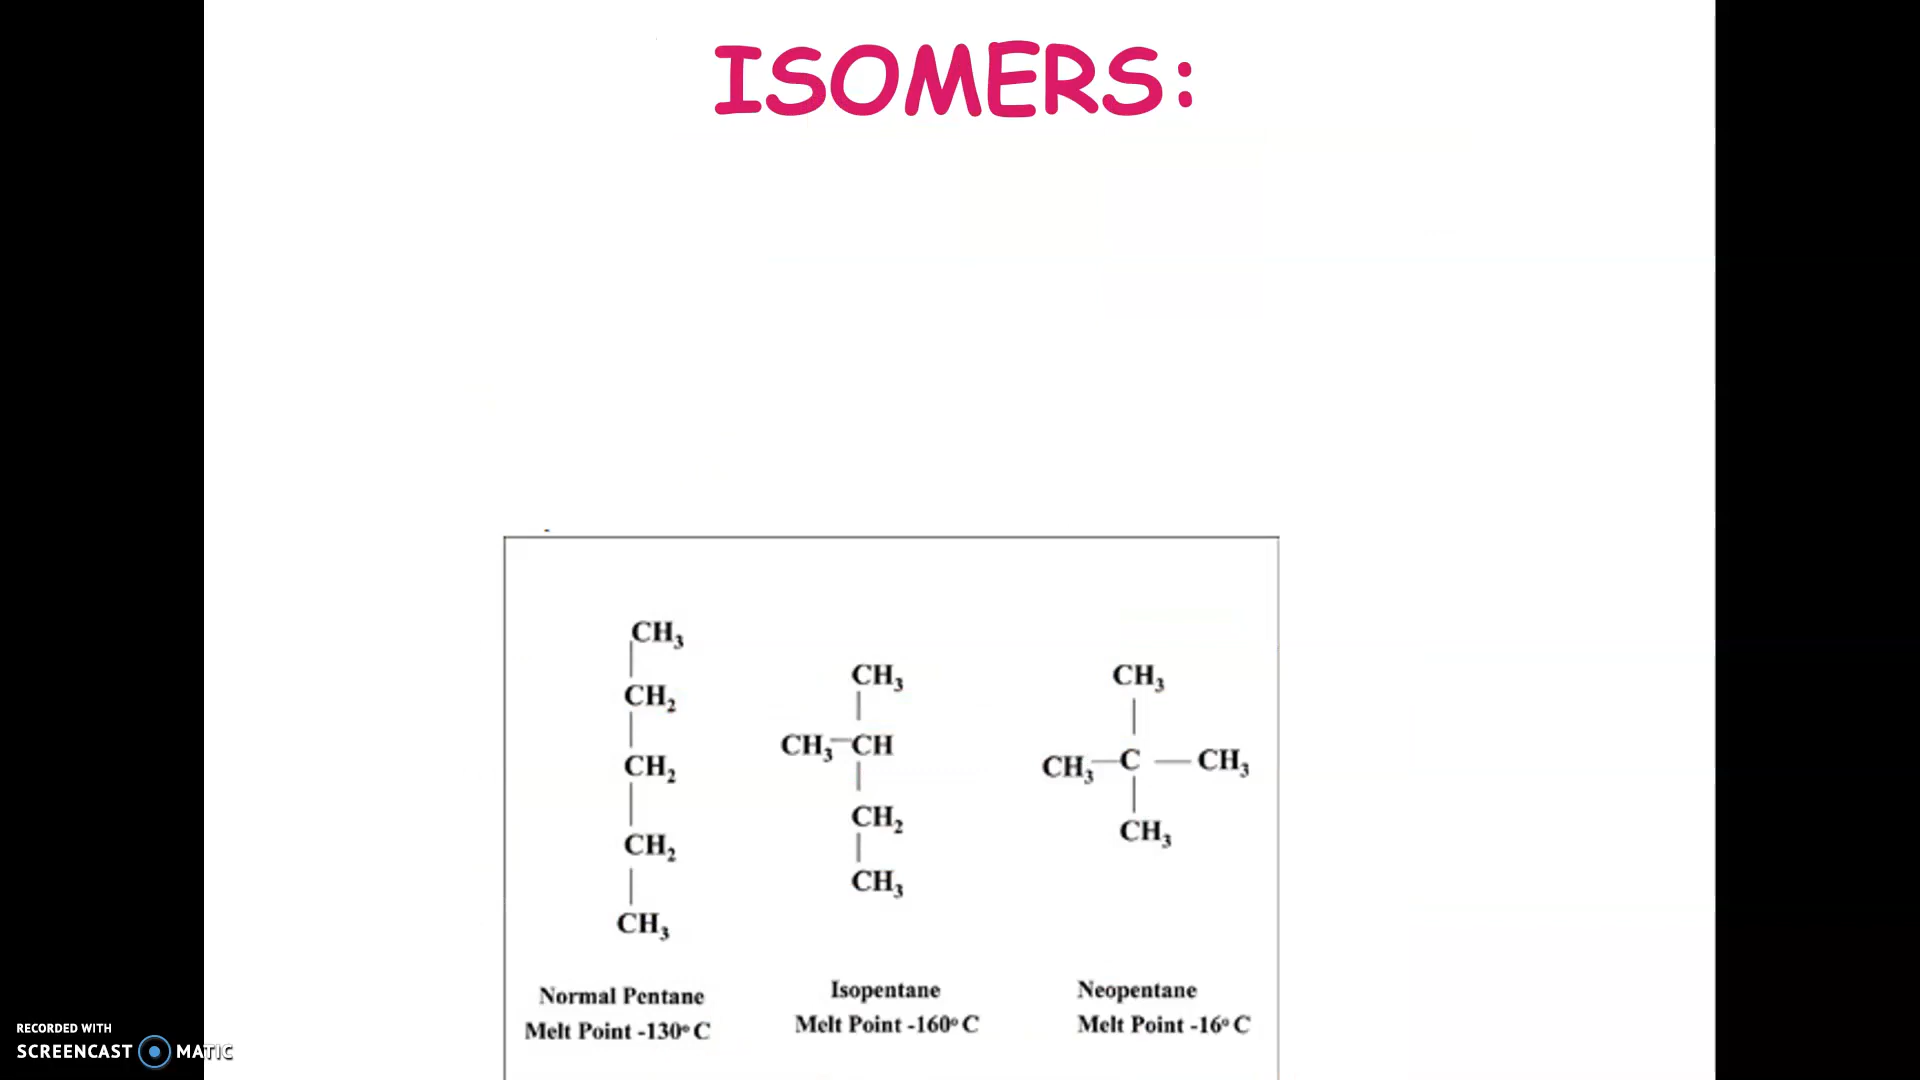 ISOMERS:
CH₃
CH₂
CH₂
CH₂
CH₃
Normal Pentane
Melt Point -130° C
CH₃
CH₃ CH
CH₂
CH₃
Isopentane
Melt Point -160° C
CH₃
CH₃ C CH₃
CH₃
Neopentane
Melt Point -16° C
RECORDED WITH
SCREENCAST MATIC